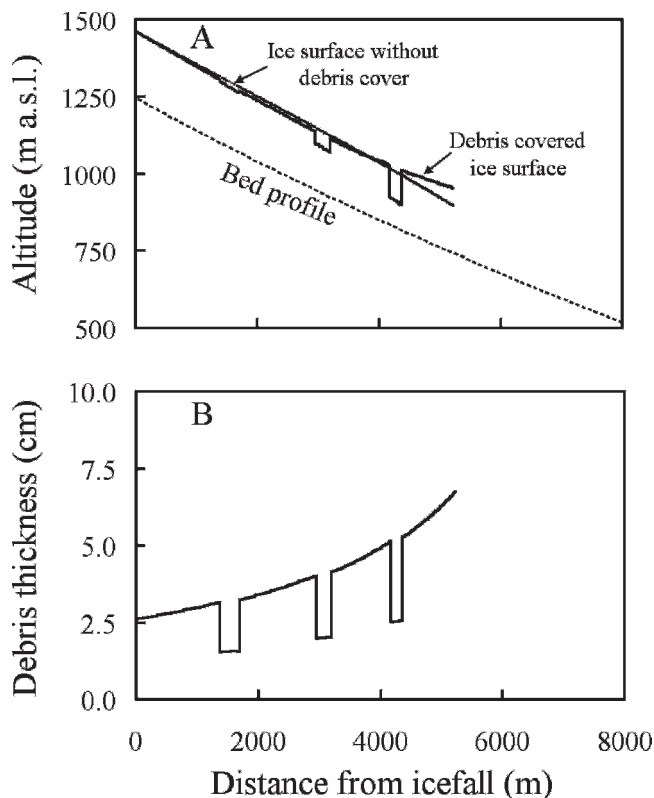 1500
A
Ice surface without
debris cover
1250
Altitude (m a.s.l.)
Debris covered
ice surface
1000
Bed profile
750
500
10.0
B
7.5
Debris thickness (cm)
5.0
2.5
0.0
0 2000 4000 6000 8000
Distance from icefall (m)